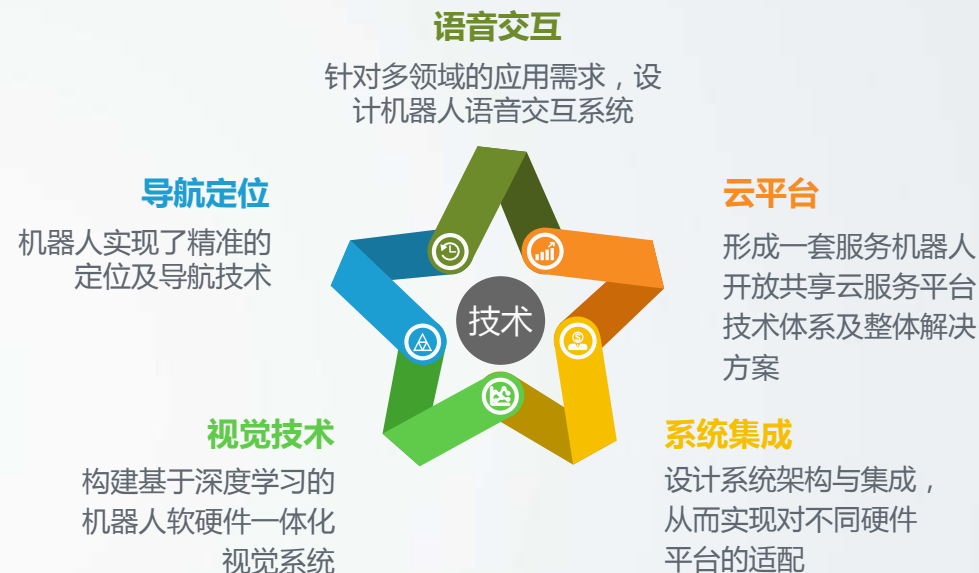 语音交互
针对多领域的应用需求，设
计机器人语音交互系统
导航定位
机器人实现了精准的
定位及导航技术
云平台
形成一套服务机器人
开放共享云服务平台
技术体系及整体解决
方案
技术
视觉技术
构建基于深度学习的
机器人软硬件一体化
视觉系统
系统集成
设计系统架构与集成，
从而实现对不同硬件
平台的适配